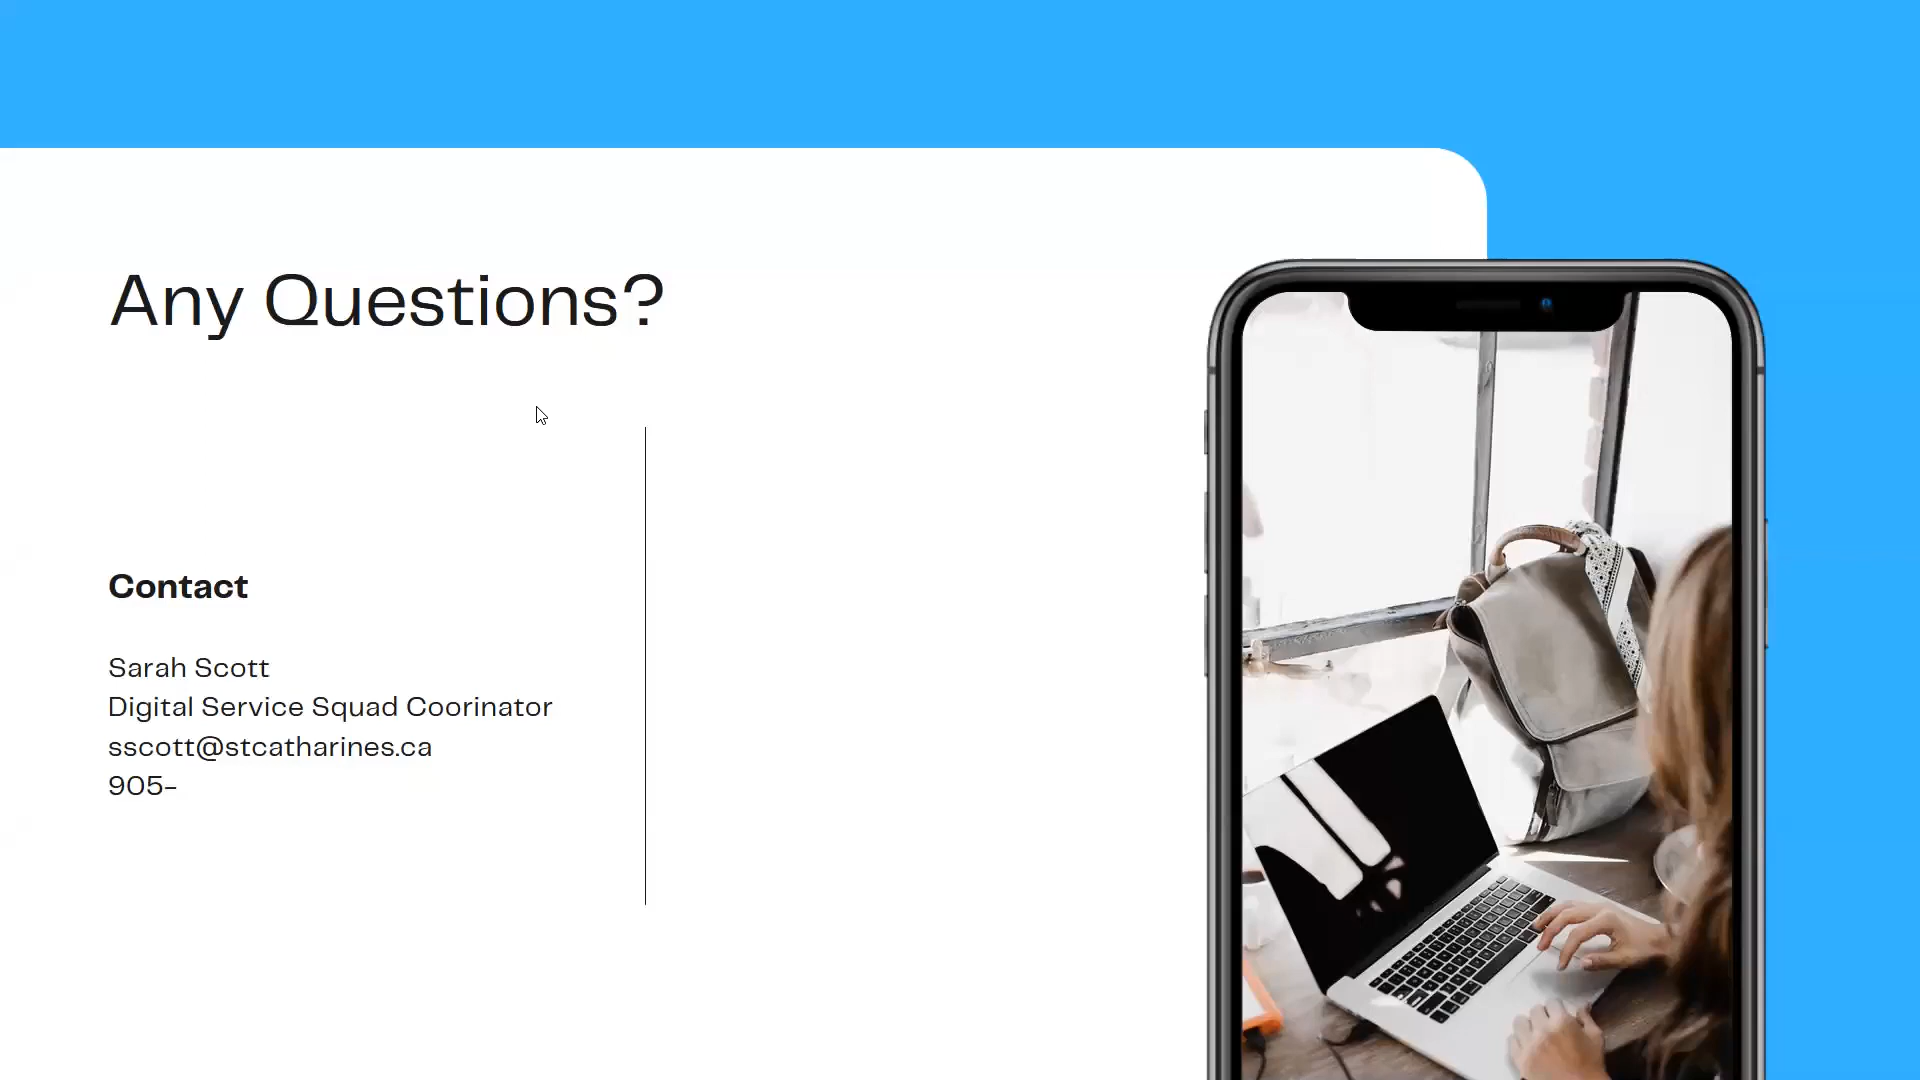 Any Questions?
Contact
Sarah Scott
Digital Service Squad Coorinator
sscott@stcatharines.ca
905-